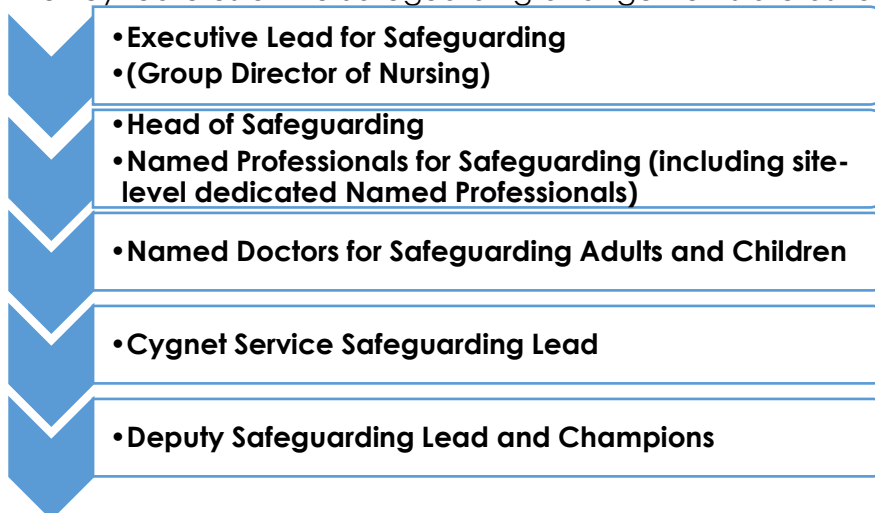 •Executive Lead for Safeguarding
•(Group Director of Nursing)
•Head of Safeguarding
•Named Professionals for Safeguarding (including site-
level dedicated Named Professionals)
•Named Doctors for Safeguarding Adults and Children
•Cygnet Service Safeguarding Lead
•Deputy Safeguarding Lead and Champions